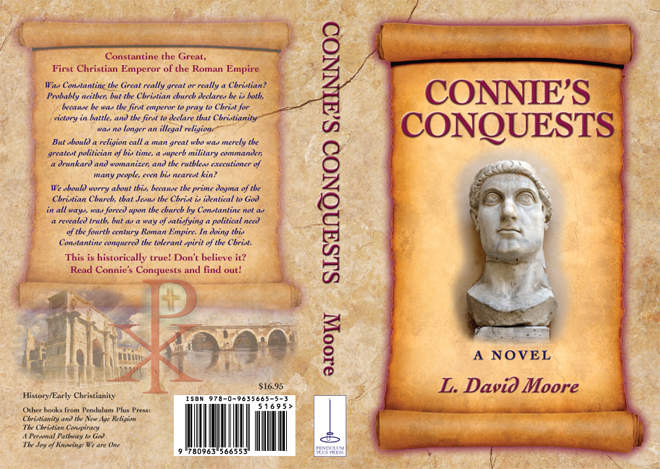 Constantine the Great,
First Christian Emperor of the Roman Empire
Was Constantine the Great really great or really a Christian?
Probably neither, but the Christian church declares he is both,
because he was the first emperor to pray to Christ for
victory in battle, and the first to declare that Christianity
was no longer an illegal religion.
But should a religion call a man great who was merely the
greatest politician of his time, a superb military commander,
a drunkard and womanizer, and the ruthless executioner of
many people, even his nearest kin?
We should worry about this, because the prime dogma of the
Christian Church, that Jesus the Christ is identical to God
in all ways, was forced upon the church by Constantine not as
a revealed truth, but as a way of satisfying a political need
of the fourth century Roman Empire. In doing this
Constantine conquered the tolerant spirit of the Christ.
This is historically true! Don't believe it?
Read Connie's Conquests and find out!
$16.95
History/Early Christianity
Other books from Pendulum Plus Press:
Christianity and the New Age Religion
The Christian Conspiracy
A Personal Pathway to God
The Joy of Knowing: We are One
ISBN 978-0-9635665-5-3
51695>
9 780963 566553
CONNIE'S CONQUESTS Moore
PENDULUM
PLUS PRESS
CONNIE'S
CONQUESTS
A NOVEL
L. David Moore